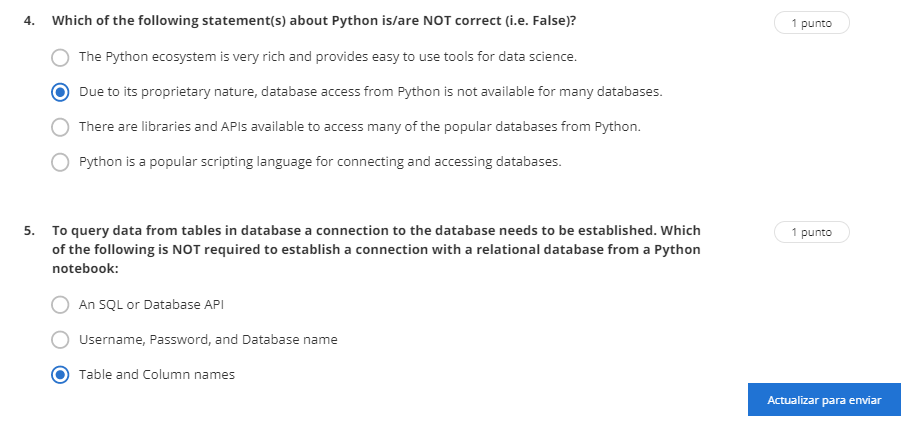 4. Which of the following statement(s) about Python is/are NOT correct (i.e. False)?
1 punto
The Python ecosystem is very rich and provides easy to use tools for data science.
Due to its proprietary nature, database access from Python is not available for many databases.
There are libraries and APIs available to access many of the popular databases from Python.
Python is a popular scripting language for connecting and accessing databases.
5. To query data from tables in database a connection to the database needs to be established. Which
1 punto
of the following is NOT required to establish a connection with a relational database from a Python
notebook:
An SQL or Database API
Username, Password, and Database name
Table and Column names
Actualizar para enviar